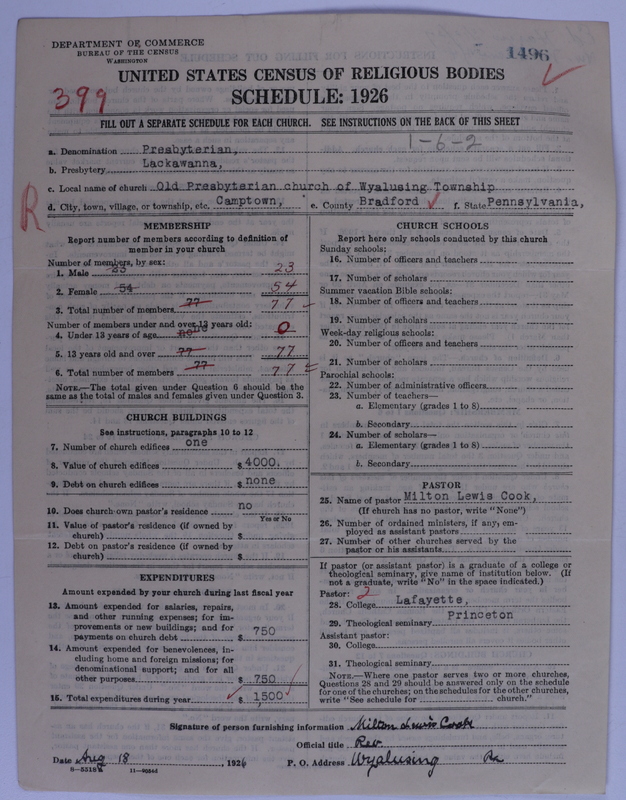 DEPARTMENT OF COMMERCE
BUREAU OF THE CENSUS
WASHINGTON
1496
UNITED STATES CENSUS OF RELIGIOUS BODIES
399
SCHEDULE: 1926
FILL OUT A SEPARATE SCHEDULE FOR EACH CHURCH. SEE INSTRUCTIONS ON THE BACK OF THIS SHEET
1-6-2
a. Denomination Presbyterian,
b. Presbytery Lackawanna,
c. Local name of church Old Presbyterian church of Wyalusing Township
R
d. City, town, village, or township, etc. Camptown, e. County Bradford f. State Pennsylvania,
MEMBERSHIP
Report number of members according to definition of
member in your church
Number of members, by sex:
1. Male 23 23
2. Female 54 54
3. Total number of members 77 77
Number of members under and over 13 years old:
4. Under 13 years of age none 0
5. 13 years old and over 77 77
6. Total number of members 77 77
NOTE.—The total given under Question 6 should be the
same as the total of males and females given under Question 3.
CHURCH BUILDINGS
See instructions, paragraphs 10 to 12
7. Number of church edifices one
8. Value of church edifices $ 4000.
9. Debt on church edifices $ none
10. Does church own pastor's residence no
Yes or No
11. Value of pastor's residence (if owned by
church) $
12. Debt on pastor's residence (if owned by
church) $
EXPENDITURES
Amount expended by your church during last fiscal year
13. Amount expended for salaries, repairs,
and other running expenses; for im-
provements or new buildings; and for
payments on church debt $ 750
14. Amount expended for benevolences, in-
cluding home and foreign missions; for
denominational support; and for all
other purposes $ 750
15. Total expenditures during year $ 1,500
CHURCH SCHOOLS
Report here only schools conducted by this church
Sunday schools:
16. Number of officers and teachers
17. Number of scholars
Summer vacation Bible schools:
18. Number of officers and teachers
19. Number of scholars
Week-day religious schools:
20. Number of officers and teachers
21. Number of scholars
Parochial schools:
22. Number of administrative officers
23. Number of teachers—
a. Elementary (grades 1 to 8)
b. Secondary
24. Number of scholars—
a. Elementary (grades 1 to 8)
b. Secondary
PASTOR
25. Name of pastor Milton Lewis Cook,
(If church has no pastor, write "None")
26. Number of ordained ministers, if any, em-
ployed as assistant pastors
27. Number of other churches served by the
pastor or his assistants
If pastor (or assistant pastor) is a graduate of a college or
theological seminary, give name of institution below. (If
not a graduate, write "No" in the space indicated.)
Pastor: 2
28. College Lafayette,
29. Theological seminary Princeton
Assistant pastor:
30. College
31. Theological seminary
NOTE.—Where one pastor serves two or more churches,
Questions 28 and 29 should be answered only on the schedule
for one of the churches; on the schedules for the other churches,
write "See schedule for church."
Signature of person furnishing information Milton Lewis Cook
Official title Rev.
Date Aug 18, 1926 P. O. Address Wyalusing Pa
8-5518 11-9084d